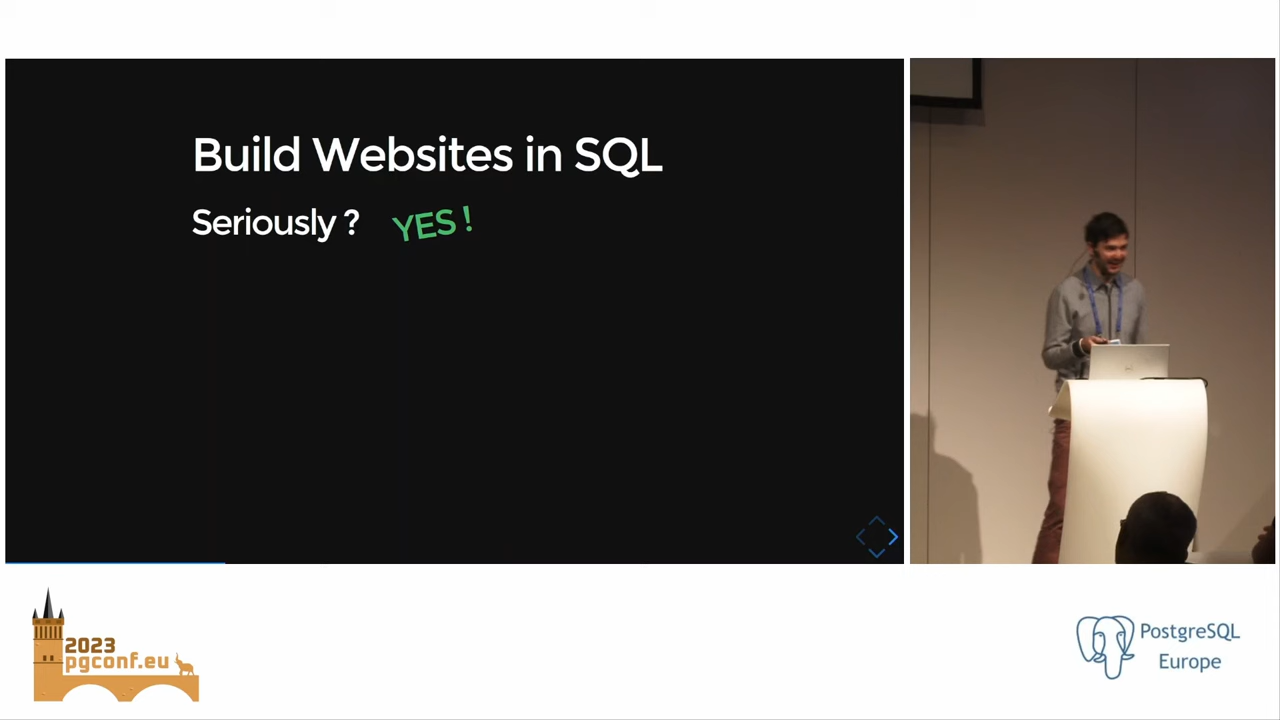 Build Websites in SQL
Seriously ? YES !
2023
pgconf.eu
PostgreSQL
Europe